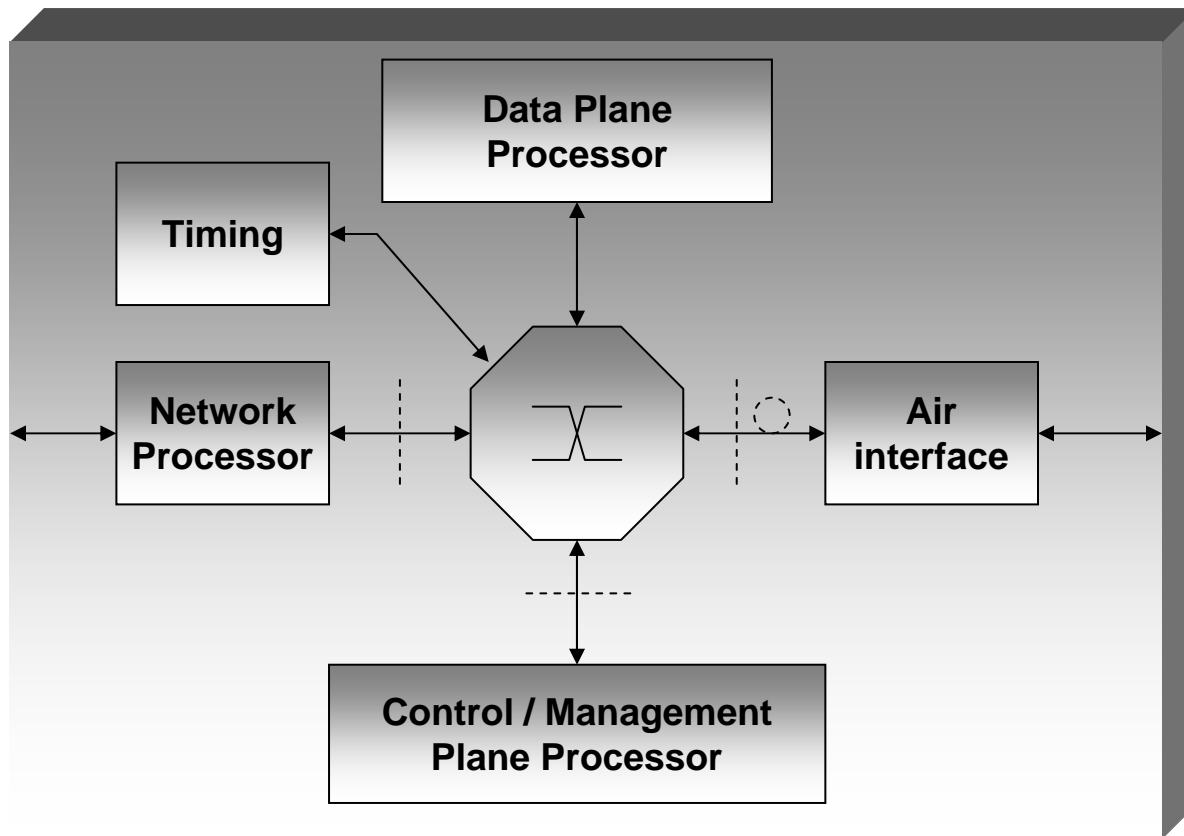 Data Plane
Processor
Timing
Network
Processor
Air
interface
Control / Management
Plane Processor